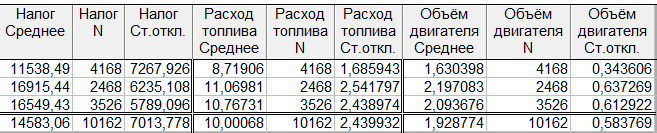 Налог Среднее | Налог N | Налог Ст.откл. | Расход топлива Среднее | Расход топлива N | Расход топлива Ст.откл. | Объём двигателя Среднее | Объём двигателя N | Объём двигателя Ст.откл.
11538,49 4168 7267,926 8,71906 4168 1,685943 1,630398 4168 0,343606
16915,44 2468 6235,108 11,06981 2468 2,541797 2,197083 2468 0,637269
16549,43 3526 5789,096 10,76731 3526 2,438974 2,093676 3526 0,612922
14583,06 10162 7013,778 10,00068 10162 2,439932 1,928774 10162 0,583769